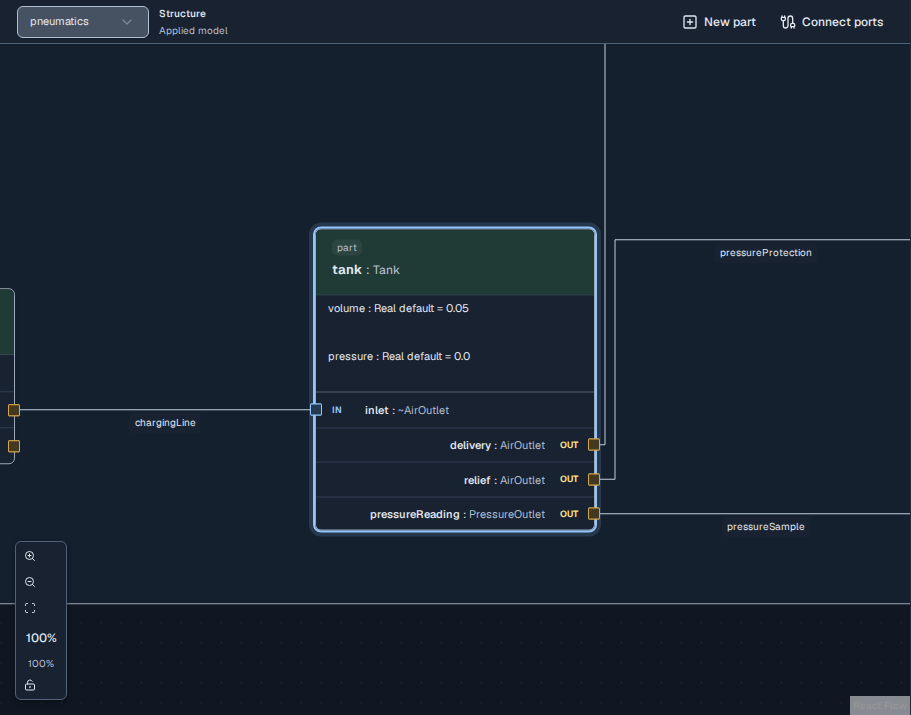 pneumatics
Structure
Applied model
New part
Connect ports
part
tank : Tank
pressureProtection
volume : Real default = 0.05
pressure : Real default = 0.0
IN inlet : ~AirOutlet
chargingLine
delivery : AirOutlet OUT
relief : AirOutlet OUT
pressureReading : PressureOutlet OUT
pressureSample
100%
100%
React Flow